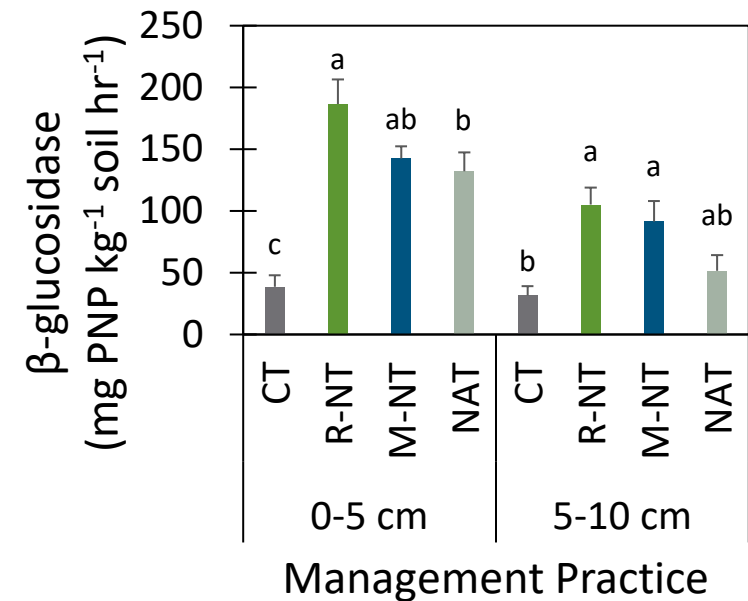 β-glucosidase
(mg PNP kg⁻¹ soil hr⁻¹)
250
200
150
100
50
0
c
a
ab
b
b
a
a
ab
CT
R-NT
M-NT
NAT
CT
R-NT
M-NT
NAT
0-5 cm
5-10 cm
Management Practice